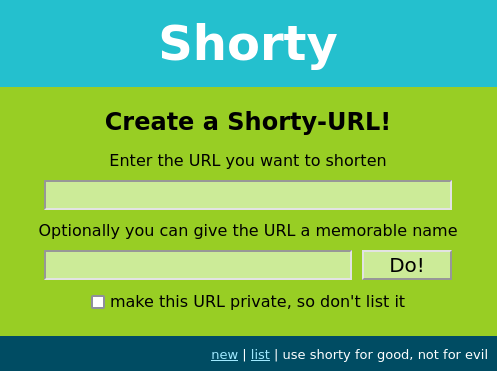 Shorty
Create a Shorty-URL!
Enter the URL you want to shorten
Optionally you can give the URL a memorable name
Do!
make this URL private, so don't list it
new | list | use shorty for good, not for evil